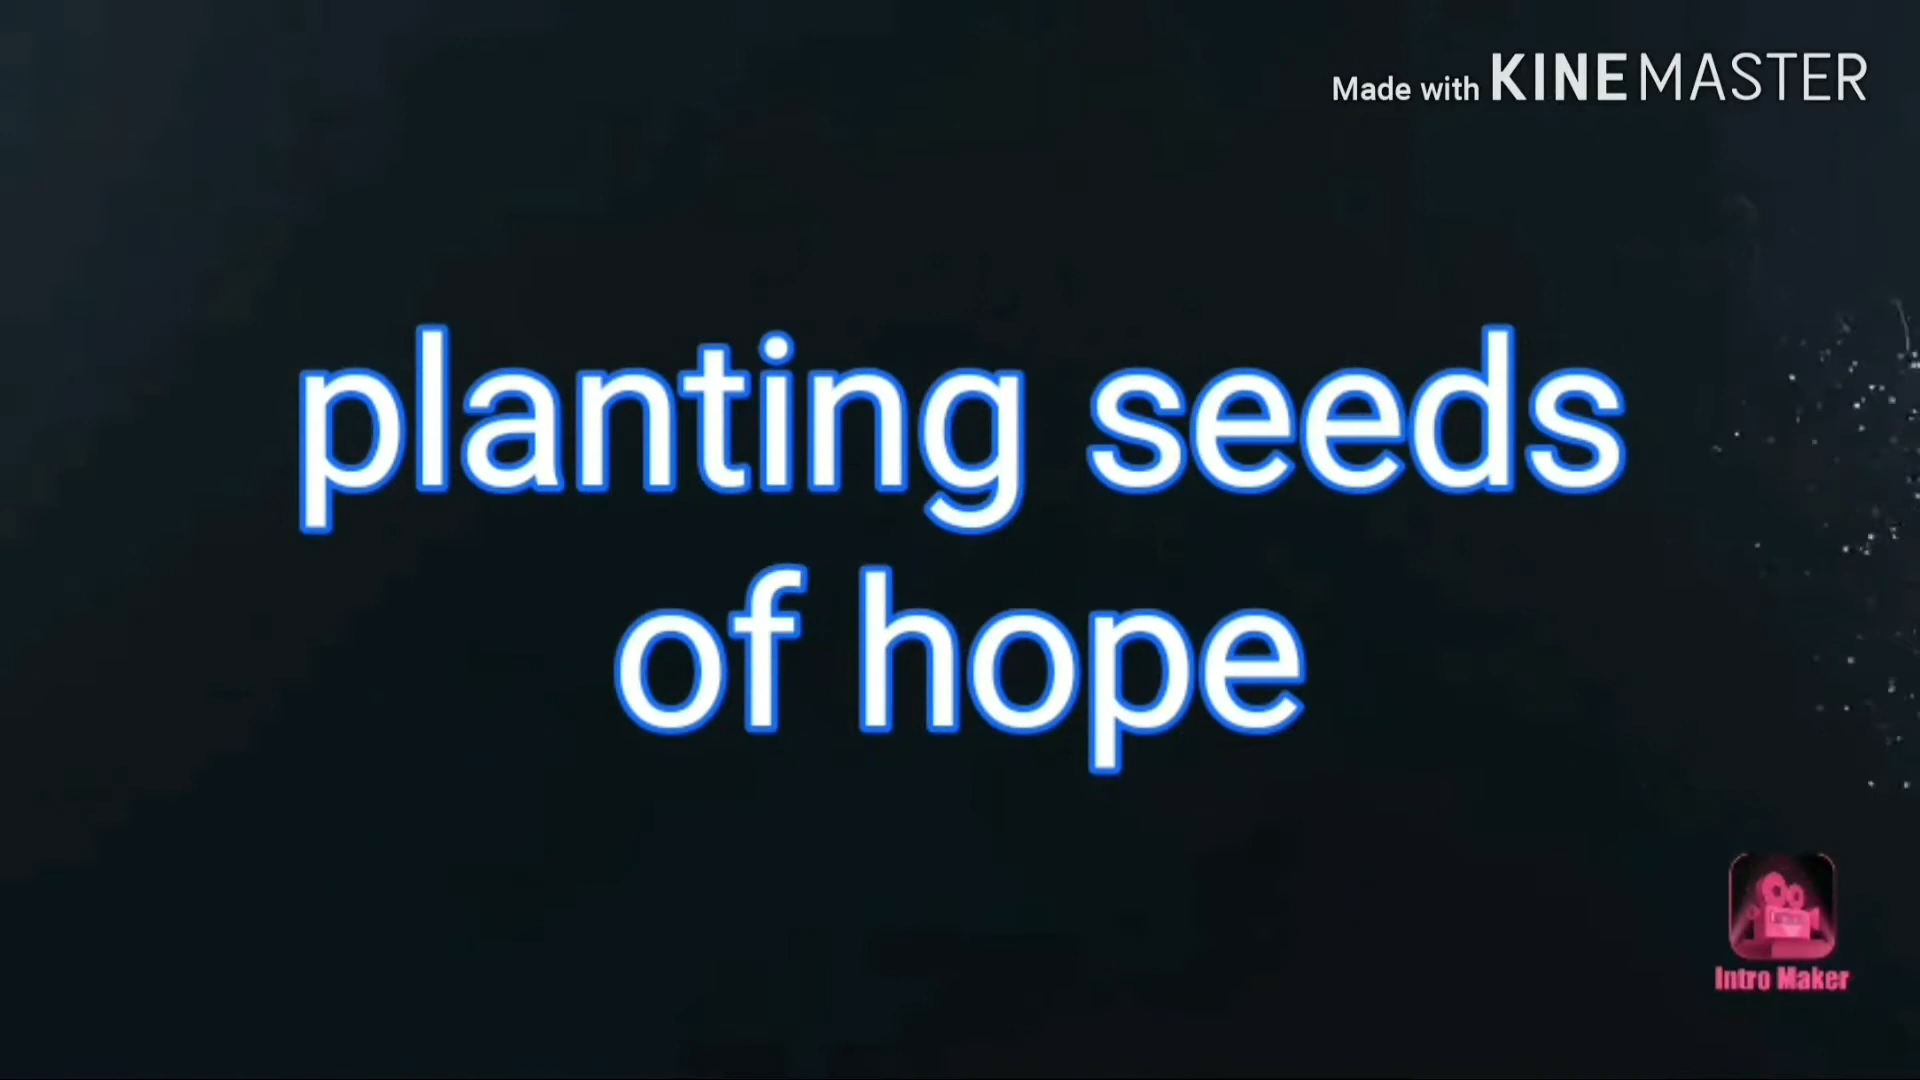 Made with KINEMASTER
planting seeds
of hope
Intro Maker